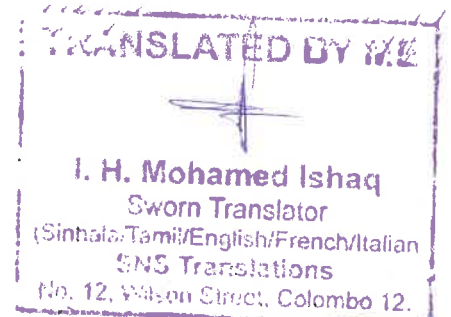 TRANSLATED BY ME
I. H. Mohamed Ishaq
Sworn Translator
(Sinhala/Tamil/English/French/Italian
SNS Translations
No. 12, Wilson Street, Colombo 12.